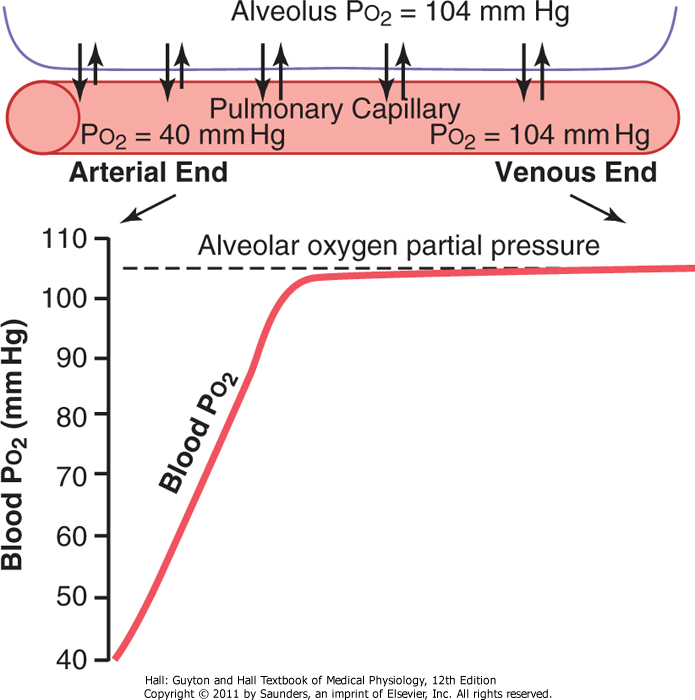 Alveolus PO2 = 104 mm Hg
Pulmonary Capillary
PO2 = 40 mm Hg
PO2 = 104 mm Hg
Arterial End
Venous End
110
Alveolar oxygen partial pressure
100
90
80
70
60
50
40
Blood PO2 (mm Hg)
Blood PO2
Hall: Guyton and Hall Textbook of Medical Physiology, 12th Edition
Copyright © 2011 by Saunders, an imprint of Elsevier, Inc. All rights reserved.